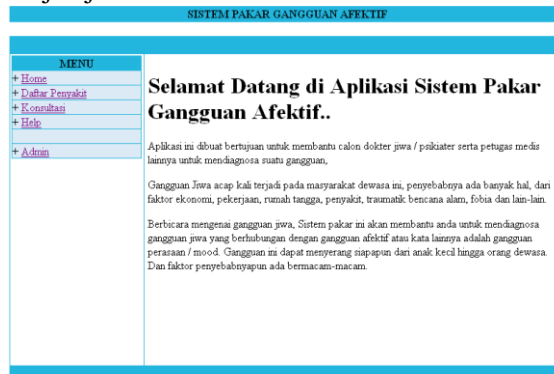 SISTEM PAKAR GANGGUAN AFEKTIF
MENU
+ Home
+ Daftar Penyakit
+ Konsultasi
+ Help
+ Admin
Selamat Datang di Aplikasi Sistem Pakar
Gangguan Afektif..
Aplikasi ini dibuat bertujuan untuk membantu calon dokter jiwa / psikiater serta petugas medis
lainnya untuk mendiagnosa suatu gangguan,
Gangguan Jiwa acap kali terjadi pada masyarakat dewasa ini, penyebabnya ada banyak hal, dari
faktor ekonomi, pekerjaan, rumah tangga, penyakit, traumatik bencana alam, fobia dan lain-lain.
Berbicara mengenai gangguan jiwa, Sistem pakar ini akan membantu anda untuk mendiagnosa
gangguan jiwa yang berhubungan dengan gangguan afektif atau kata lainnya adalah gangguan
perasaan / mood. Gangguan ini dapat menyerang siapapun dari anak kecil hingga orang dewasa.
Dan faktor penyebabnyapun ada bermacam-macam.